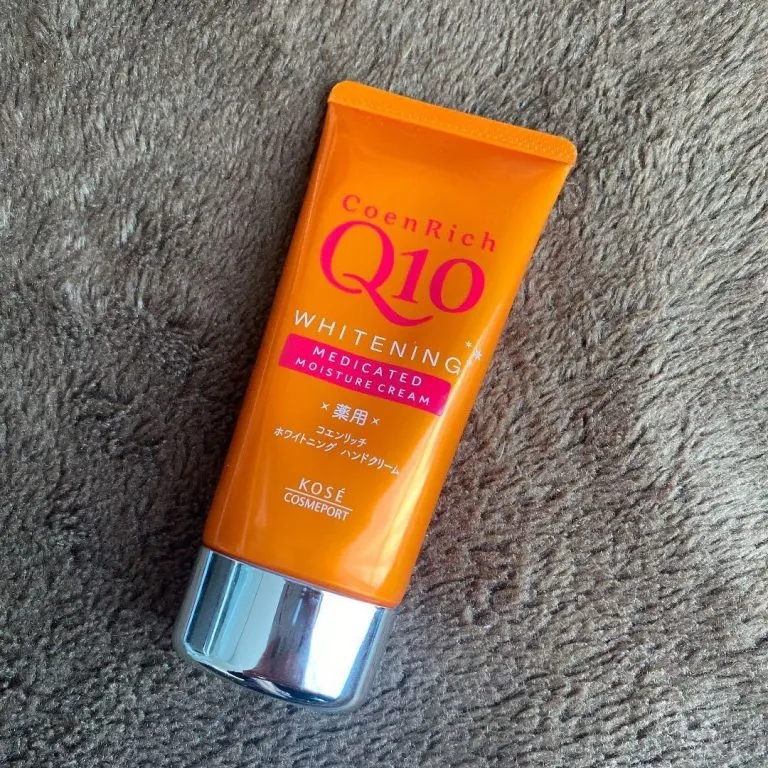 CoenRich
Q10
WHITENING**
MEDICATED
MOISTURE CREAM
×薬用×
コエンリッチ
ホワイトニング ハンドクリーム
KOSÉ
COSMEPORT